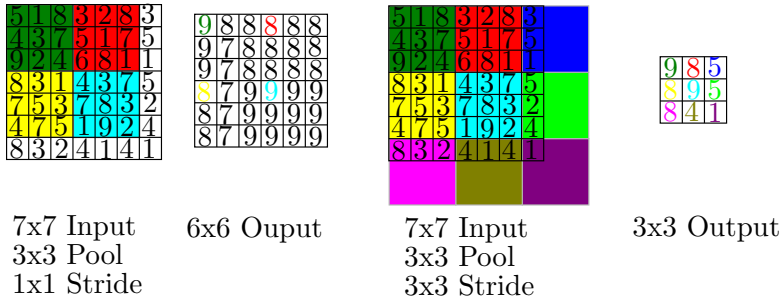 5 1 8 3 2 8 3
4 3 7 5 1 7 5
9 2 4 6 8 1 1
8 3 1 4 3 7 5
7 5 3 7 8 3 2
4 7 5 1 9 2 4
8 3 2 4 1 4 1
7x7 Input
3x3 Pool
1x1 Stride
9 8 8 8 8 8
9 7 8 8 8 8
9 7 8 8 8 8
8 7 9 9 9 9
8 7 9 9 9 9
8 7 9 9 9 9
6x6 Ouput
5 1 8 3 2 8 3
4 3 7 5 1 7 5
9 2 4 6 8 1 1
8 3 1 4 3 7 5
7 5 3 7 8 3 2
4 7 5 1 9 2 4
8 3 2 4 1 4 1
7x7 Input
3x3 Pool
3x3 Stride
9 8 5
8 9 5
8 4 1
3x3 Output